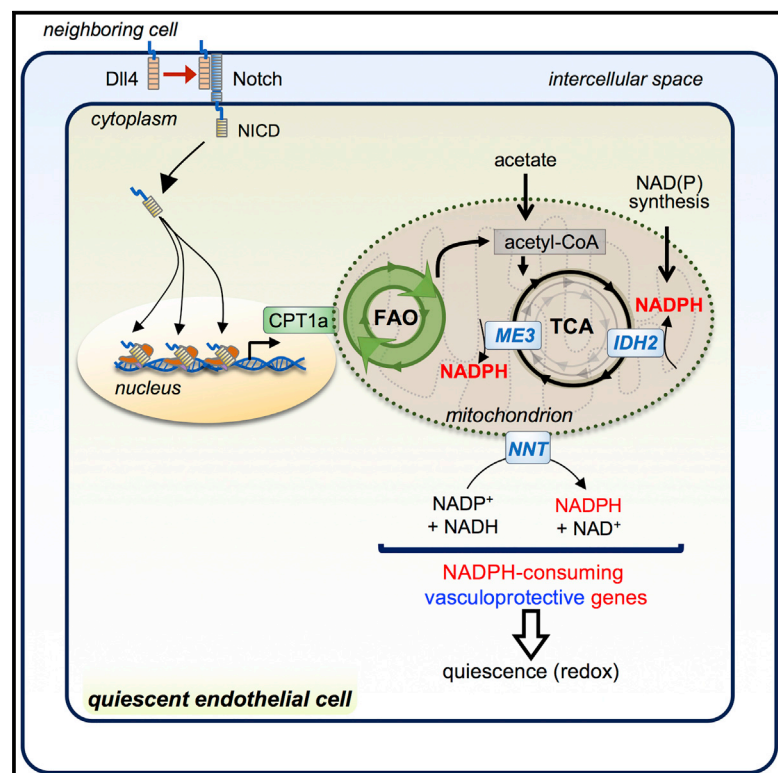 neighboring cell
Dll4
Notch
intercellular space
cytoplasm
NICD
acetate
NAD(P)
synthesis
acetyl-CoA
NADPH
CPT1a
FAO
ME3
TCA
IDH2
NADPH
nucleus
mitochondrion
NNT
NADP⁺
+ NADH
NADPH
+ NAD⁺
NADPH-consuming
vasculoprotective genes
quiescence (redox)
quiescent endothelial cell